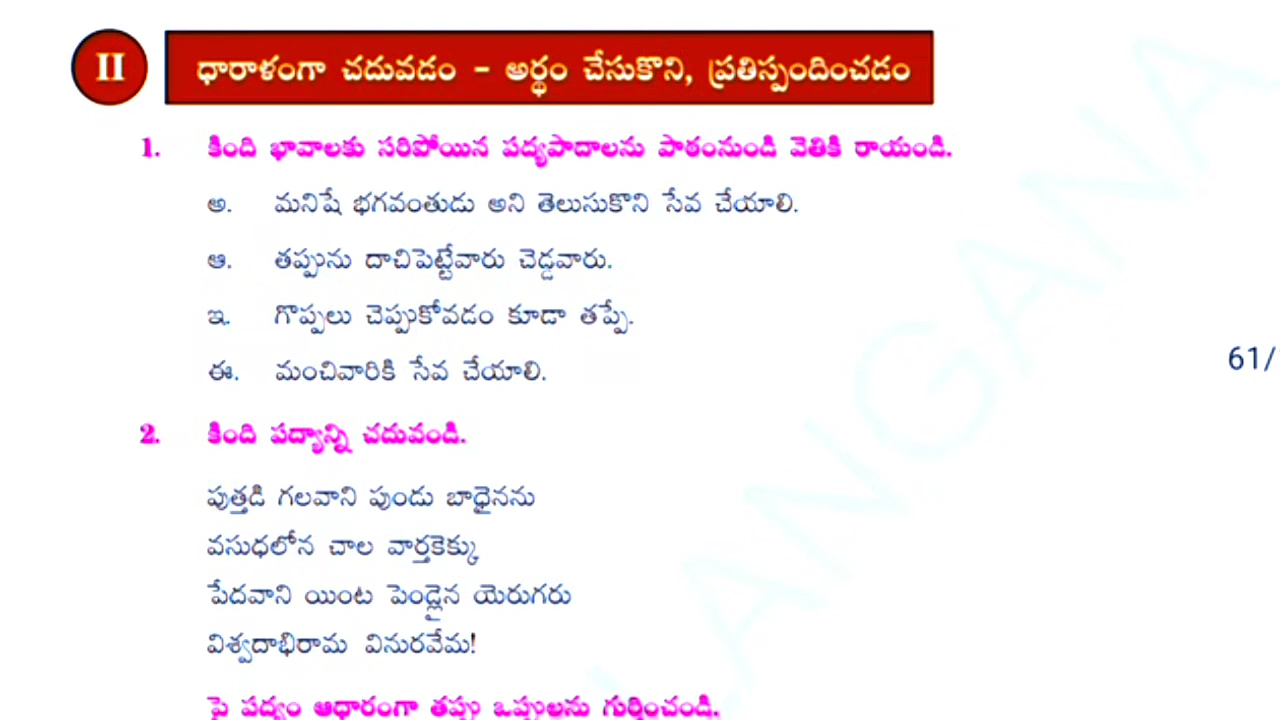 II ధారాళంగా చదువడం - అర్థం చేసుకొని, ప్రతిస్పందించడం
1. కింది భావాలకు సరిపోయిన పద్యపాదాలను పాఠంనుండి వెతికి రాయండి.
అ. మనిషే భగవంతుడు అని తెలుసుకొని సేవ చేయాలి.
ఆ. తప్పును దాచిపెట్టేవారు చెడ్డవారు.
ఇ. గొప్పలు చెప్పుకోవడం కూడా తప్పే.
61/
ఈ. మంచివారికి సేవ చేయాలి.
2. కింది పద్యాన్ని చదువండి.
పుత్తడి గలవాని పుండు బాధైనను
వసుధలోన చాల వార్తకెక్కు
పేదవాని యింట పెండ్లైన యెరుగరు
విశ్వదాభిరామ వినురవేమ!
పై పద్యం ఆధారంగా తప్పు ఒప్పులను గుర్తించండి.